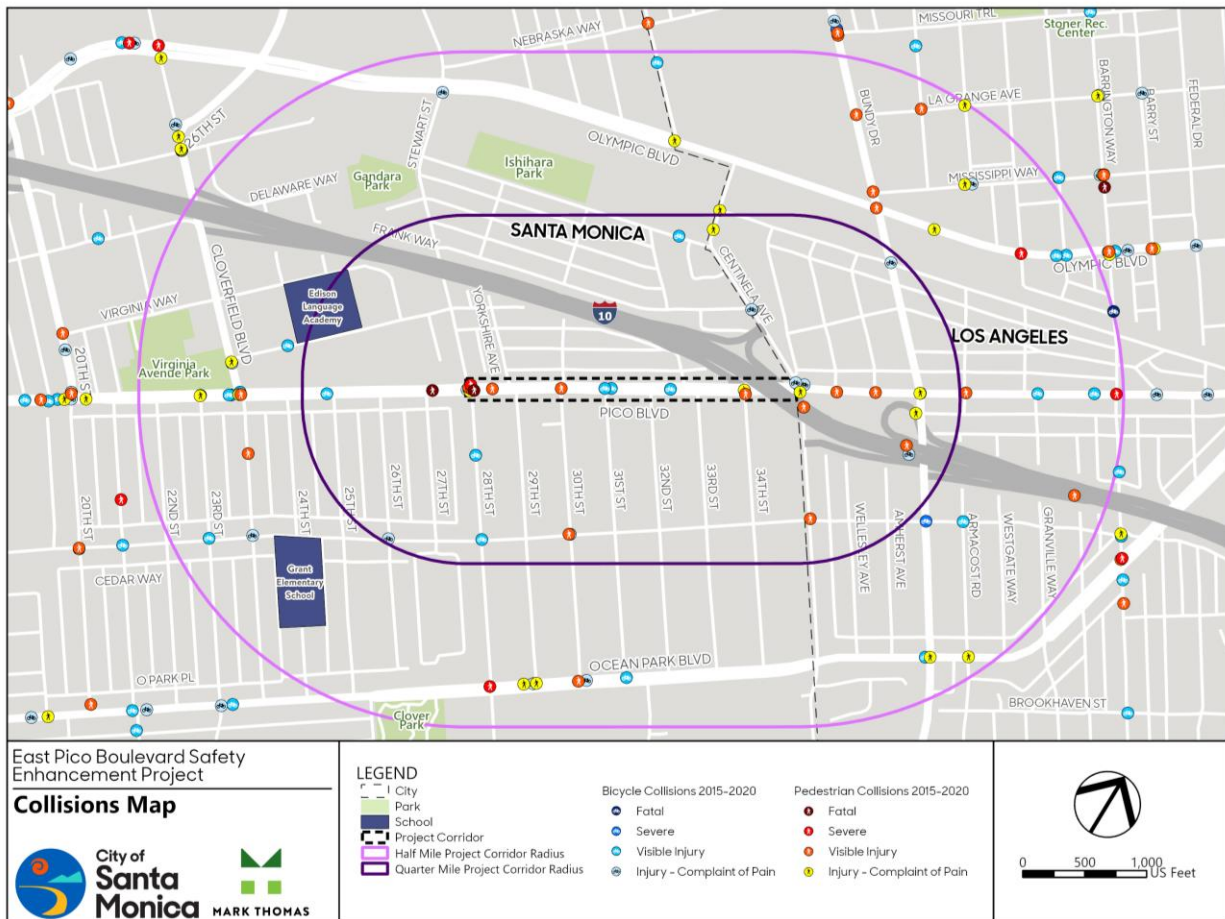 NEBRASKA WAY
MISSOURI TRL
Stoner Rec.
Center
26TH ST
STEWART ST
OLYMPIC BLVD
BUNDY DR
LA GRANGE AVE
BARRINGTON WAY
BARRY ST
FEDERAL DR
DELAWARE WAY
Gandara
Park
Ishihara
Park
MISSISSIPPI WAY
CLOVERFIELD BLVD
FRANK WAY
SANTA MONICA
CENTINELA AVE
OLYMPIC BLVD
VIRGINIA WAY
Edison
Language
Academy
YORKSHIRE AVE
10
LOS ANGELES
20TH ST
Virginia
Avenue Park
PICO BLVD
20TH ST
22ND ST
23RD ST
24TH ST
25TH ST
26TH ST
27TH ST
28TH ST
29TH ST
30TH ST
31ST ST
32ND ST
33RD ST
34TH ST
WELLESLEY AVE
AMHERST AVE
ARMACOST RD
WESTGATE WAY
GRANVILLE WAY
CEDAR WAY
Grant
Elementary
School
OCEAN PARK BLVD
O PARK PL
Clover
Park
BROOKHAVEN ST
East Pico Boulevard Safety
Enhancement Project
Collisions Map
City of
Santa
Monica
MARK THOMAS
LEGEND
City
Park
School
Project Corridor
Half Mile Project Corridor Radius
Quarter Mile Project Corridor Radius
Bicycle Collisions 2015-2020
Fatal
Severe
Visible Injury
Injury - Complaint of Pain
Pedestrian Collisions 2015-2020
Fatal
Severe
Visible Injury
Injury - Complaint of Pain
0 500 1,000
US Feet